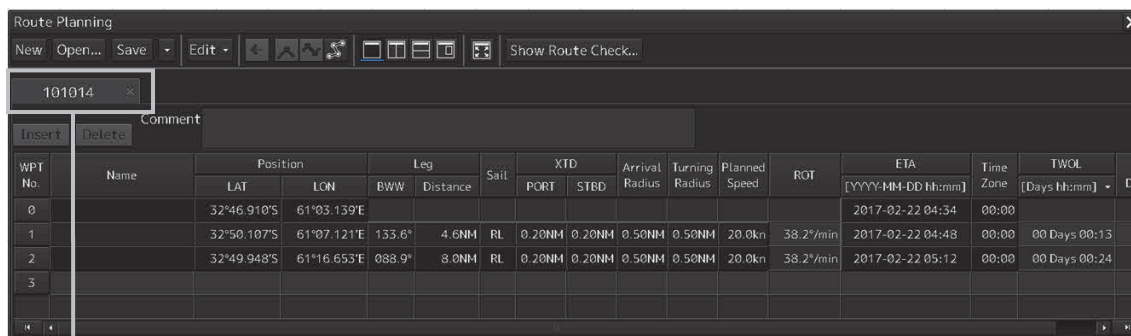 Route Planning
New Open... Save Edit Show Route Check...
101014
Insert Delete Comment
WPT No. Name Position Leg Sail XTD Arrival Radius Turning Radius Planned Speed ROT ETA Time Zone TWOL
LAT LON BWW Distance PORT STBD [YYYY-MM-DD hh:mm] [Days hh:mm] D
0 32°46.910'S 61°03.139'E 2017-02-22 04:34 00:00
1 32°50.107'S 61°07.121'E 133.6° 4.6NM RL 0.20NM 0.20NM 0.50NM 0.50NM 20.0kn 38.2°/min 2017-02-22 04:48 00:00 00 Days 00:13
2 32°49.948'S 61°16.653'E 088.9° 8.0NM RL 0.20NM 0.20NM 0.50NM 0.50NM 20.0kn 38.2°/min 2017-02-22 05:12 00:00 00 Days 00:24
3